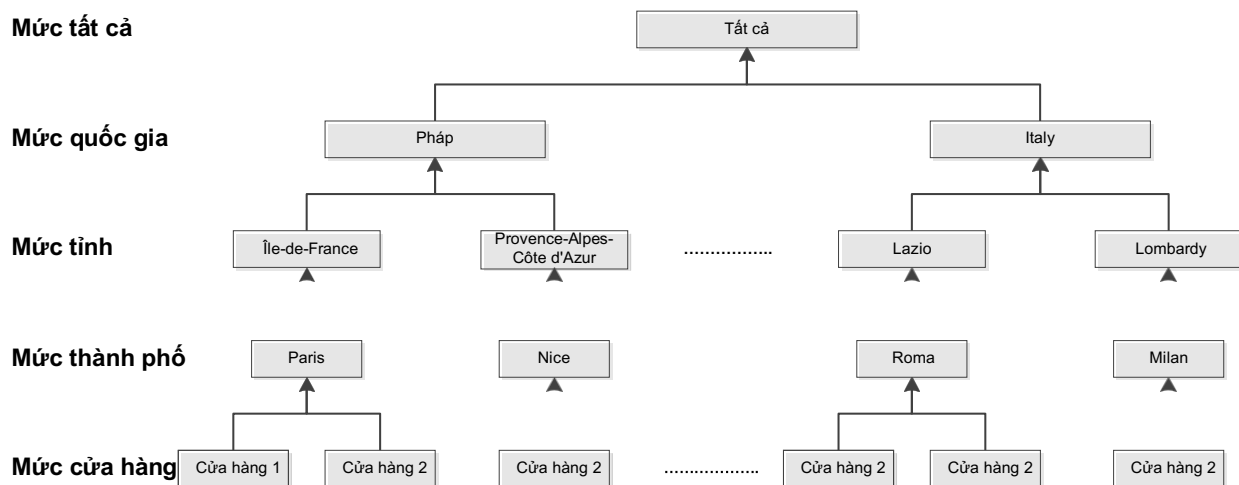 Mức tất cả
Tất cả
Mức quốc gia
Pháp
Italy
Mức tỉnh
Île-de-France
Provence-Alpes-
Côte d'Azur
................
Lazio
Lombardy
Mức thành phố
Paris
Nice
Roma
Milan
Mức cửa hàng
Cửa hàng 1
Cửa hàng 2
Cửa hàng 2
.................
Cửa hàng 2
Cửa hàng 2
Cửa hàng 2